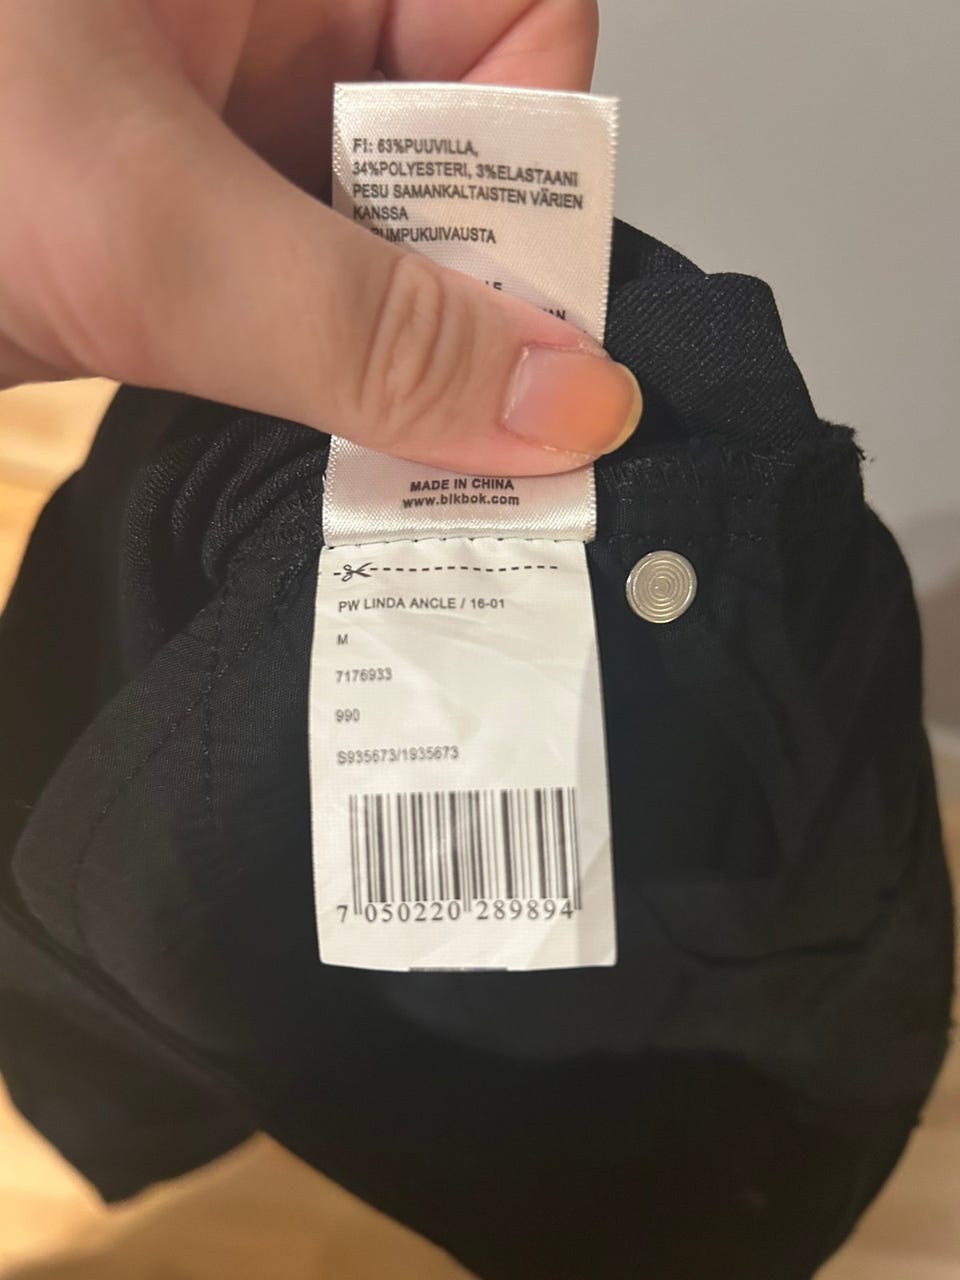 FI: 63%PUUVILLA,
34%POLYESTERI, 3%ELASTAANI
PESU SAMANKALTAISTEN VÄRIEN
KANSSA
MADE IN CHINA
www.blkbok.com
PW LINDA ANCLE / 16-01
M
7176933
990
S935673/1935673
7 050220 289894